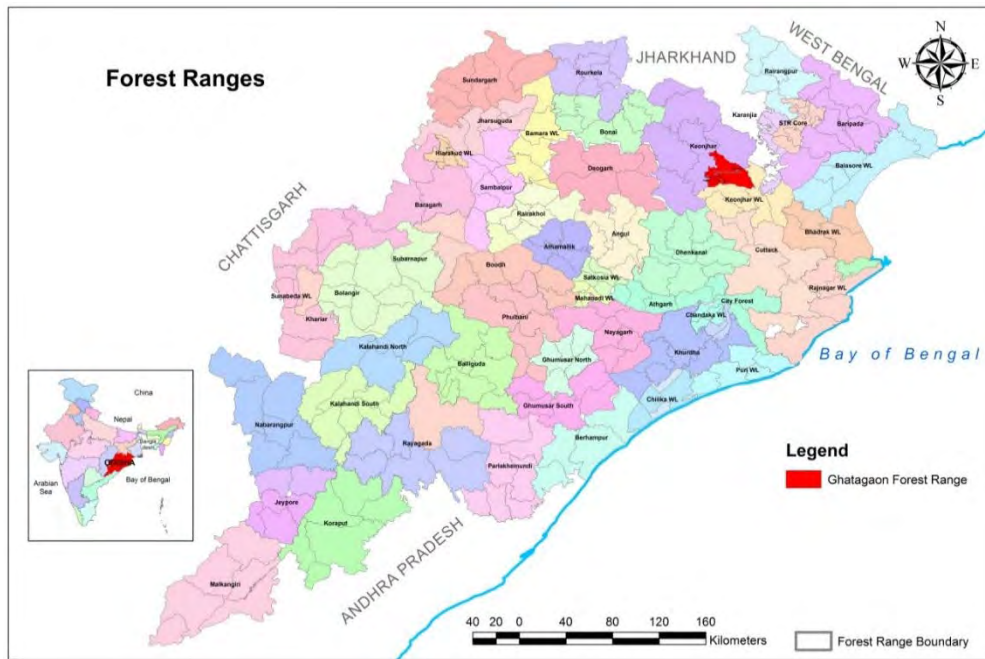 Forest Ranges
JHARKHAND
WEST BENGAL
CHATTISGARH
ANDHRA PRADESH
Bay of Bengal
N
W E
S
Sundargarh
Rourkela
Rairangpur
Jharsuguda
Bamara WL
Bonai
Keonjhar
Karanjia
STR Core
Baripada
Balasore WL
Hirakud WL
Sambalpur
Deogarh
Keonjhar WL
Baragarh
Rairakhol
Athamallik
Angul
Dhenkanal
Cuttack
Bhadrak WL
Subarnapur
Boudh
Satkosia WL
Mahanadi WL
Sunabeda WL
Bolangir
Khariar
Phulbani
Athgarh
City Forest
Chandaka WL
Rajnagar WL
Kalahandi North
Balliguda
Nayagarh
Ghumusar North
Khurdha
Puri WL
Chilika WL
Nabarangpur
Kalahandi South
Ghumusar South
Rayagada
Berhampur
Parlakhemundi
Jeypore
Koraput
Malkangiri
China
Nepal
Arabian
Sea
Bay of Bengal
Legend
Ghatagaon Forest Range
40 20 0 40 80 120 160
Kilometers
Forest Range Boundary